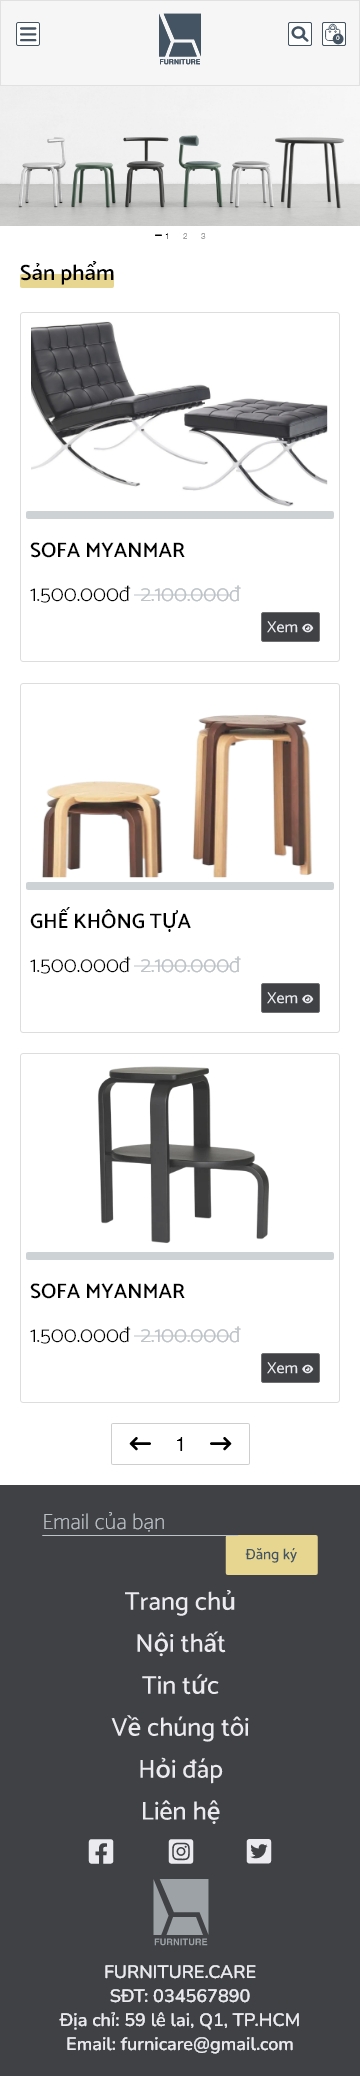 FURNITURE
0
1 2 3
Sản phẩm
SOFA MYANMAR
1.500.000đ 2.100.000đ
Xem
GHẾ KHÔNG TỰA
1.500.000đ 2.100.000đ
Xem
SOFA MYANMAR
1.500.000đ 2.100.000đ
Xem
1
Email của bạn
Đăng ký
Trang chủ
Nội thất
Tin tức
Về chúng tôi
Hỏi đáp
Liên hệ
FURNITURE
FURNITURE.CARE
SĐT: 034567890
Địa chỉ: 59 lê lai, Q1, TP.HCM
Email: furnicare@gmail.com